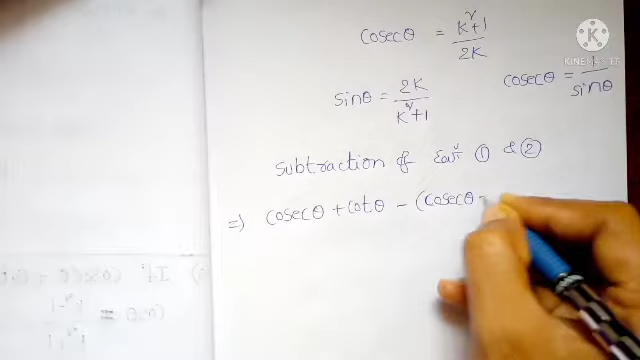 cosecθ = K²+1 / 2K
K
KINEMASTER
sinθ = 2K / K²+1
cosecθ = 1 / sinθ
Subtraction of Eqⁿ ① & ②
⇒ cosecθ + cotθ - (cosecθ -